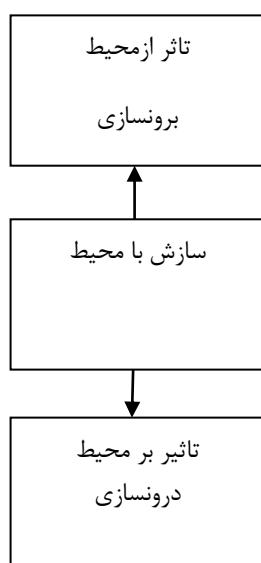 تاثر ازمحیط
برونسازی
سازش با محیط
تاثیر بر محیط
درونسازی